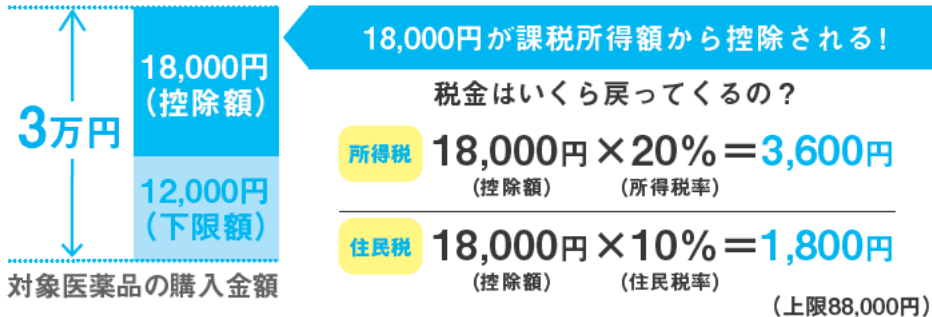 3万円
18,000円
(控除額)
12,000円
(下限額)
対象医薬品の購入金額
18,000円が課税所得額から控除される!
税金はいくら戻ってくるの?
所得税 18,000円×20%=3,600円
(控除額) (所得税率)
住民税 18,000円×10%=1,800円
(控除額) (住民税率)
(上限88,000円)